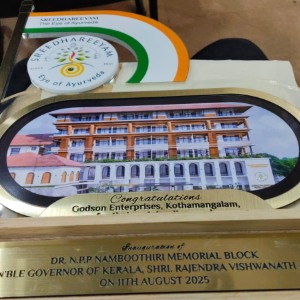 SREEDHAREEYAM
The Eye of Ayurveda
SREEDHAREEYAM
Eye of Ayurveda
Congratulations
Godson Enterprises, Kothamangalam,
Inauguration of
DR. N.P.P NAMBOOTHIRI MEMORIAL BLOCK
N'BLE GOVERNOR OF KERALA, SHRI. RAJENDRA VISHWANATH
ON 11TH AUGUST 2025